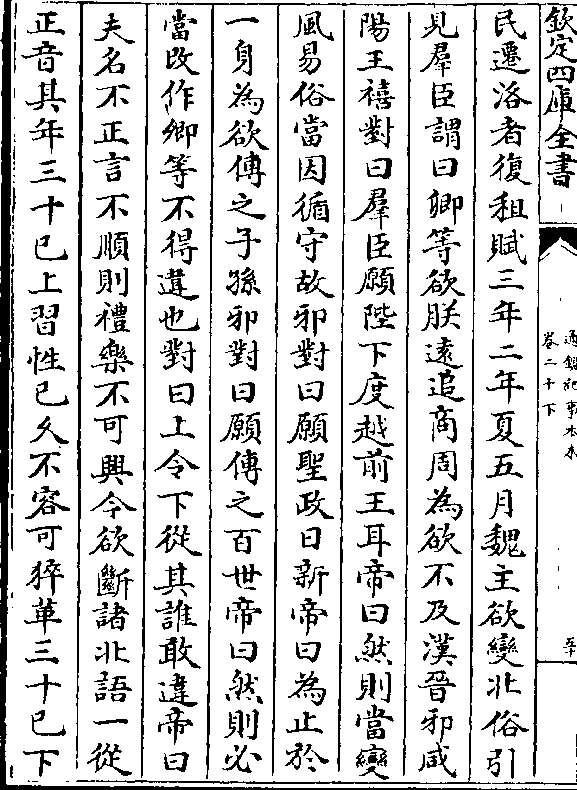 欽定四庫全書
通鑑紀事本末
卷二十下
民遷洛者復租賦三年二年夏五月魏主欲變北俗引
見羣臣謂曰卿等欲朕遠追商周為欲不及漢晉邪咸
陽王禧對曰羣臣願陛下度越前王耳帝曰然則當變
風易俗當因循守故邪對曰願聖政日新帝曰為止於
一身為欲傳之子孫邪對曰願傳之百世帝曰然則必
當改作卿等不得違也對曰上令下從其誰敢違帝曰
夫名不正言不順則禮樂不可興今欲斷諸北語一從
正音其年三十已上習性已久不容可猝革三十已下